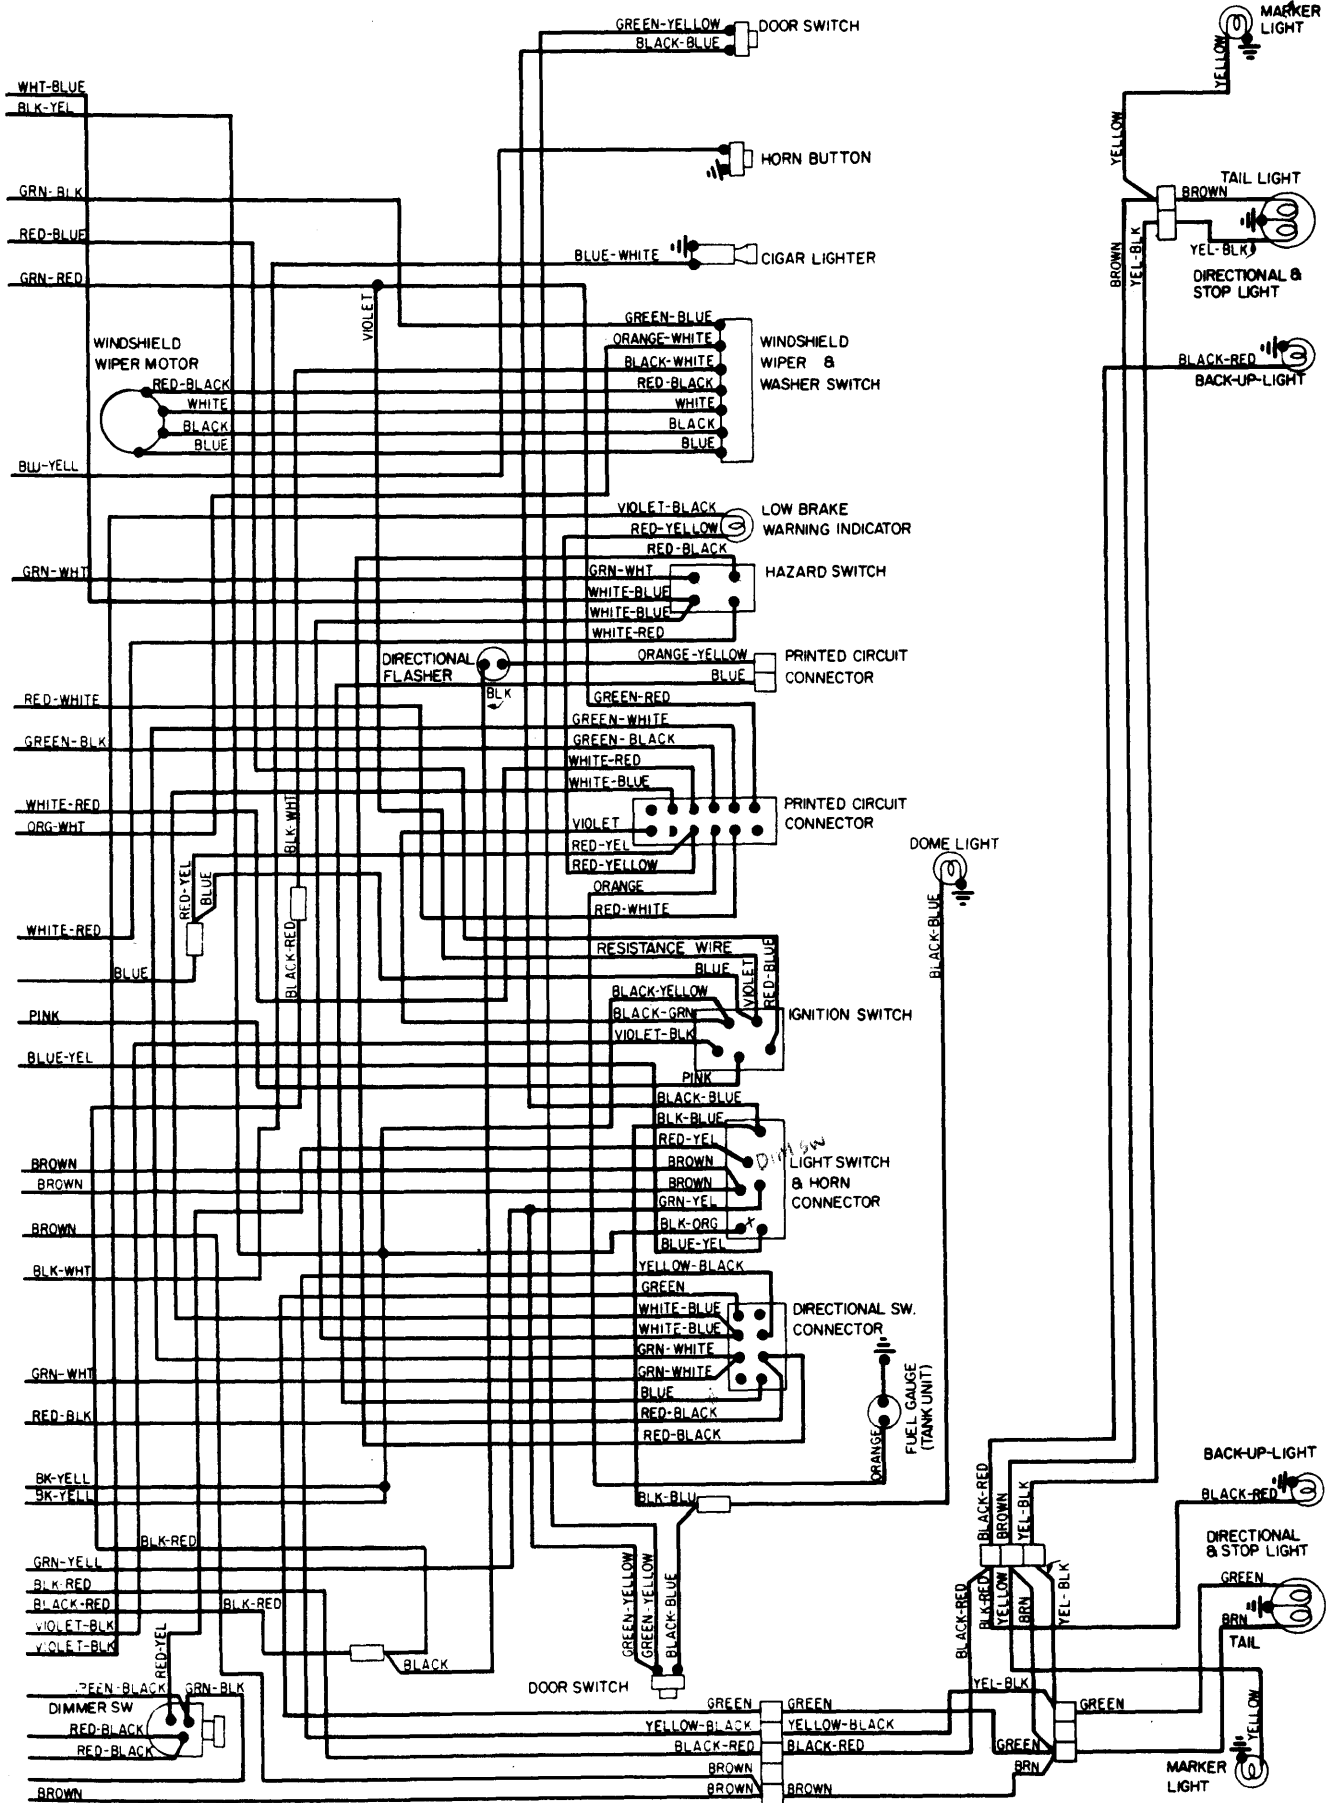 GREEN-YELLOW
DOOR SWITCH
BLACK-BLUE
MARKER
LIGHT
YELLOW
WHT-BLUE
BLK-YEL
YELLOW
HORN BUTTON
GRN-BLK
TAIL LIGHT
BROWN
RED-BLUE
BLUE-WHITE
CIGAR LIGHTER
BROWN
YEL-BLK
YEL-BLK
DIRECTIONAL &
STOP LIGHT
GRN-RED
VIOLET
GREEN-BLUE
ORANGE-WHITE
BLACK-WHITE
RED-BLACK
WHITE
BLACK
BLUE
WINDSHIELD
WIPER &
WASHER SWITCH
WINDSHIELD
WIPER MOTOR
RED-BLACK
WHITE
BLACK
BLUE
BLACK-RED
BACK-UP-LIGHT
BLU-YELL
VIOLET-BLACK
RED-YELLOW
LOW BRAKE
WARNING INDICATOR
RED-BLACK
GRN-WHT
GRN-WHT
HAZARD SWITCH
WHITE-BLUE
WHITE-BLUE
WHITE-RED
DIRECTIONAL
FLASHER
BLK
ORANGE-YELLOW
BLUE
PRINTED CIRCUIT
CONNECTOR
RED-WHITE
GREEN-RED
GREEN-WHITE
GREEN-BLK
GREEN-BLACK
WHITE-RED
WHITE-BLUE
WHITE-RED
ORG-WHT
BLK-WHT
VIOLET
PRINTED CIRCUIT
CONNECTOR
RED-YEL
RED-YELLOW
ORANGE
RED-WHITE
RED-YEL
BLUE
DOME LIGHT
BLACK-BLUE
WHITE-RED
BLACK-RED
BLUE
RESISTANCE WIRE
BLUE
VIOLET
RED-BLUE
BLACK-YELLOW
BLACK-GRN
VIOLET-BLK
IGNITION SWITCH
PINK
PINK
BLUE-YEL
BLACK-BLUE
BLK-BLUE
RED-YEL
BROWN
BROWN
GRN-YEL
BLK-ORG
BLUE-YEL
DIM SW
LIGHT SWITCH
& HORN
CONNECTOR
x
BROWN
BROWN
BROWN
BLK-WHT
YELLOW-BLACK
GREEN
WHITE-BLUE
WHITE-BLUE
GRN-WHITE
GRN-WHITE
BLUE
RED-BLACK
RED-BLACK
DIRECTIONAL SW.
CONNECTOR
GRN-WHT
RED-BLK
FUEL GAUGE
(TANK UNIT)
ORANGE
BK-YELL
BK-YELL
BLK-BLU
BLACK-RED
BROWN
YEL-BLK
BACK-UP-LIGHT
BLACK-RED
DIRECTIONAL
& STOP LIGHT
BLK-RED
GRN-YELL
BLK-RED
BLACK-RED
BLK-RED
VIOLET-BLK
VIOLET-BLK
RED-YEL
BLACK
GREEN-YELLOW
GREEN-YELLOW
BLACK-BLUE
DOOR SWITCH
BLACK-RED
BLK-RED
YELLOW
BRN
YEL-BLK
GREEN
BRN
TAIL
GREEN-BLACK
GRN-BLK
DIMMER SW
RED-BLACK
RED-BLACK
YEL-BLK
GREEN
GREEN
GREEN
YELLOW-BLACK
YELLOW-BLACK
BLACK-RED
BLACK-RED
GREEN
BRN
YELLOW
MARKER
LIGHT
BROWN
BROWN
BROWN
BROWN